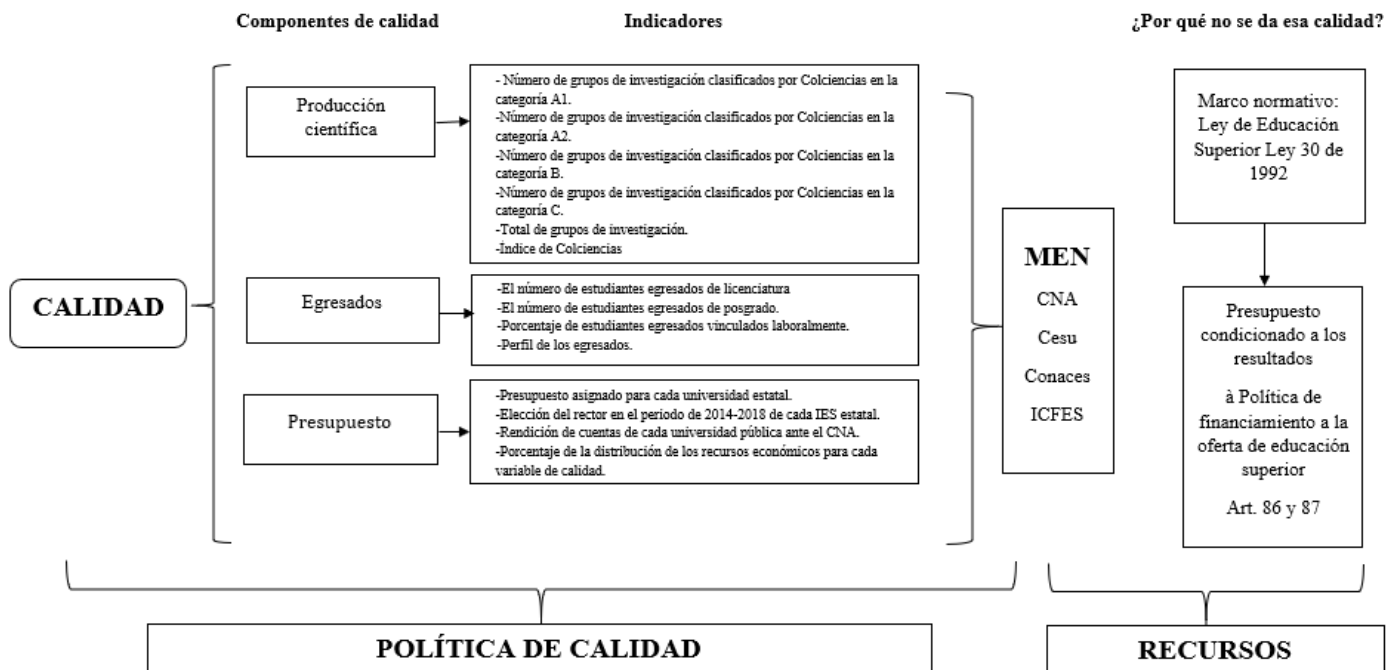 Componentes de calidad
Indicadores
¿Por qué no se da esa calidad?
CALIDAD
Producción
científica
- Número de grupos de investigación clasificados por Colciencias en la
categoría A1.
-Número de grupos de investigación clasificados por Colciencias en la
categoría A2.
-Número de grupos de investigación clasificados por Colciencias en la
categoría B.
-Número de grupos de investigación clasificados por Colciencias en la
categoría C.
-Total de grupos de investigación.
-Índice de Colciencias
Egresados
-El número de estudiantes egresados de licenciatura
-El número de estudiantes egresados de posgrado.
-Porcentaje de estudiantes egresados vinculados laboralmente.
-Perfil de los egresados.
Presupuesto
-Presupuesto asignado para cada universidad estatal.
-Elección del rector en el periodo de 2014-2018 de cada IES estatal.
-Rendición de cuentas de cada universidad pública ante el CNA.
-Porcentaje de la distribución de los recursos económicos para cada
variable de calidad.
MEN
CNA
Cesu
Conaces
ICFES
Marco normativo:
Ley de Educación
Superior Ley 30 de
1992
Presupuesto
condicionado a los
resultados
à Política de
financiamiento a la
oferta de educación
superior
Art. 86 y 87
POLÍTICA DE CALIDAD
RECURSOS